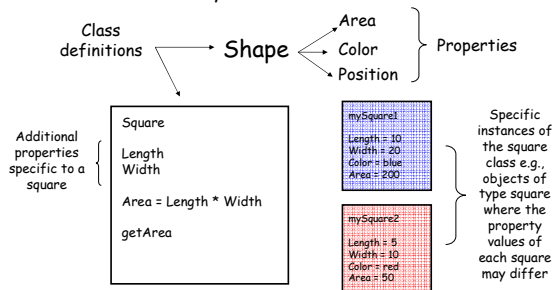 Class
definitions
Shape
Area
Color
Position
Properties
Additional
properties
specific to a
square
Square
Length
Width
Area = Length * Width
getArea
mySquare1
Length = 10
Width = 20
Color = blue
Area = 200
mySquare2
Length = 5
Width = 10
Color = red
Area = 50
Specific
instances of
the square
class e.g.,
objects of
type square
where the
property
values of
each square
may differ